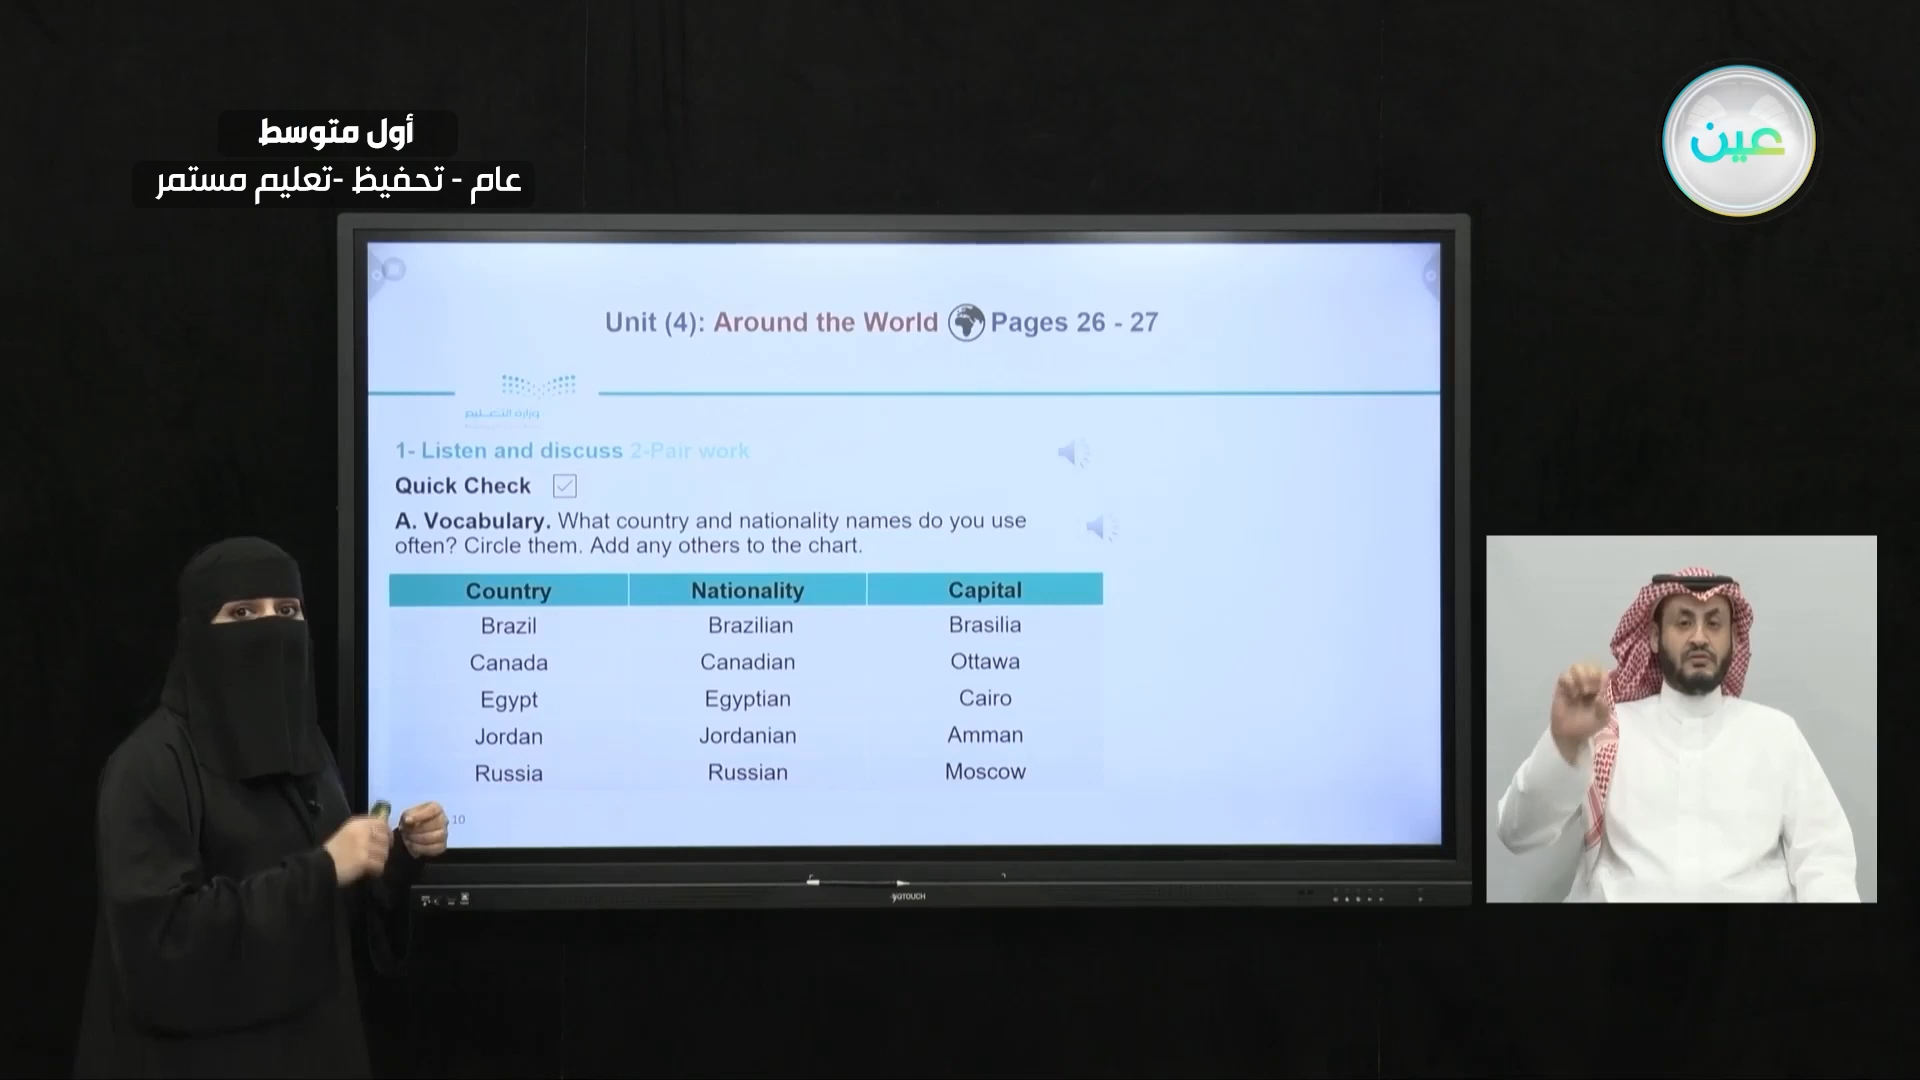 أول متوسط
عام - تحفيظ -تعليم مستمر
عين
Unit (4): Around the World Pages 26 - 27
وزارة التعليم
1- Listen and discuss 2-Pair work
Quick Check
A. Vocabulary. What country and nationality names do you use
often? Circle them. Add any others to the chart.
Country Nationality Capital
Brazil Brazilian Brasilia
Canada Canadian Ottawa
Egypt Egyptian Cairo
Jordan Jordanian Amman
Russia Russian Moscow
10